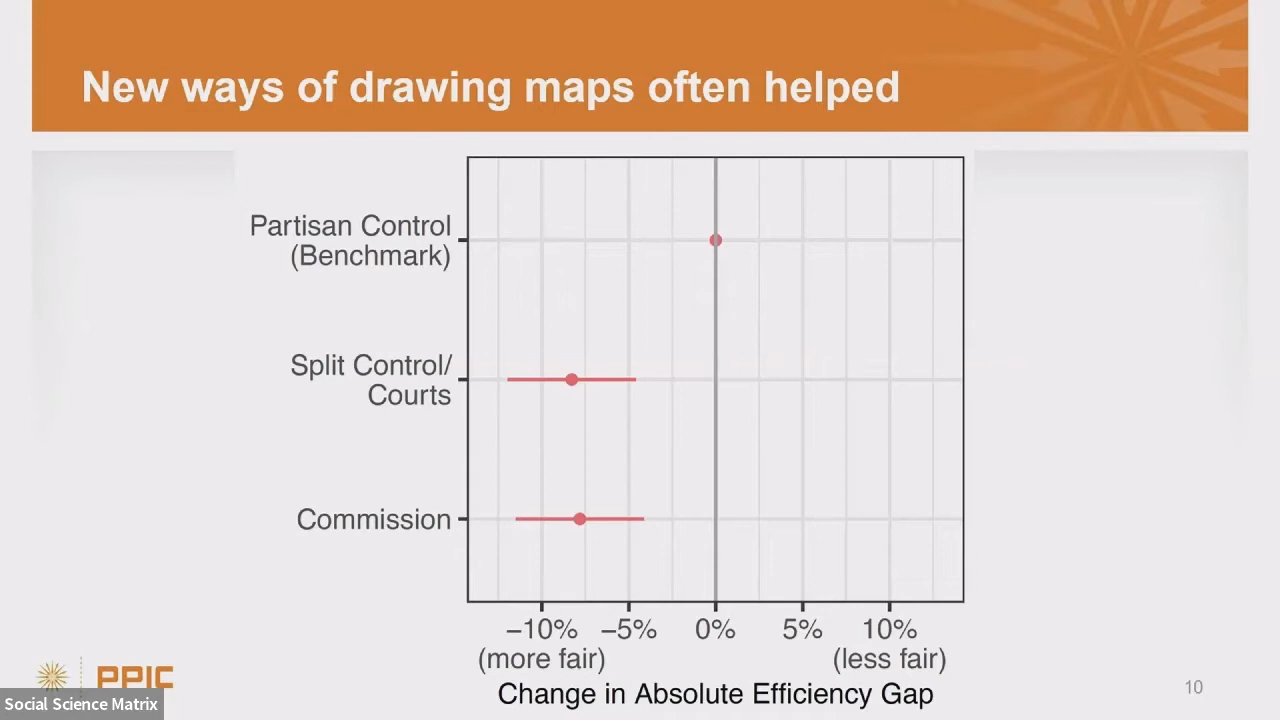 New ways of drawing maps often helped
Partisan Control
(Benchmark)
Split Control/
Courts
Commission
−10% −5% 0% 5% 10%
(more fair) (less fair)
Change in Absolute Efficiency Gap
PPIC
Social Science Matrix
10